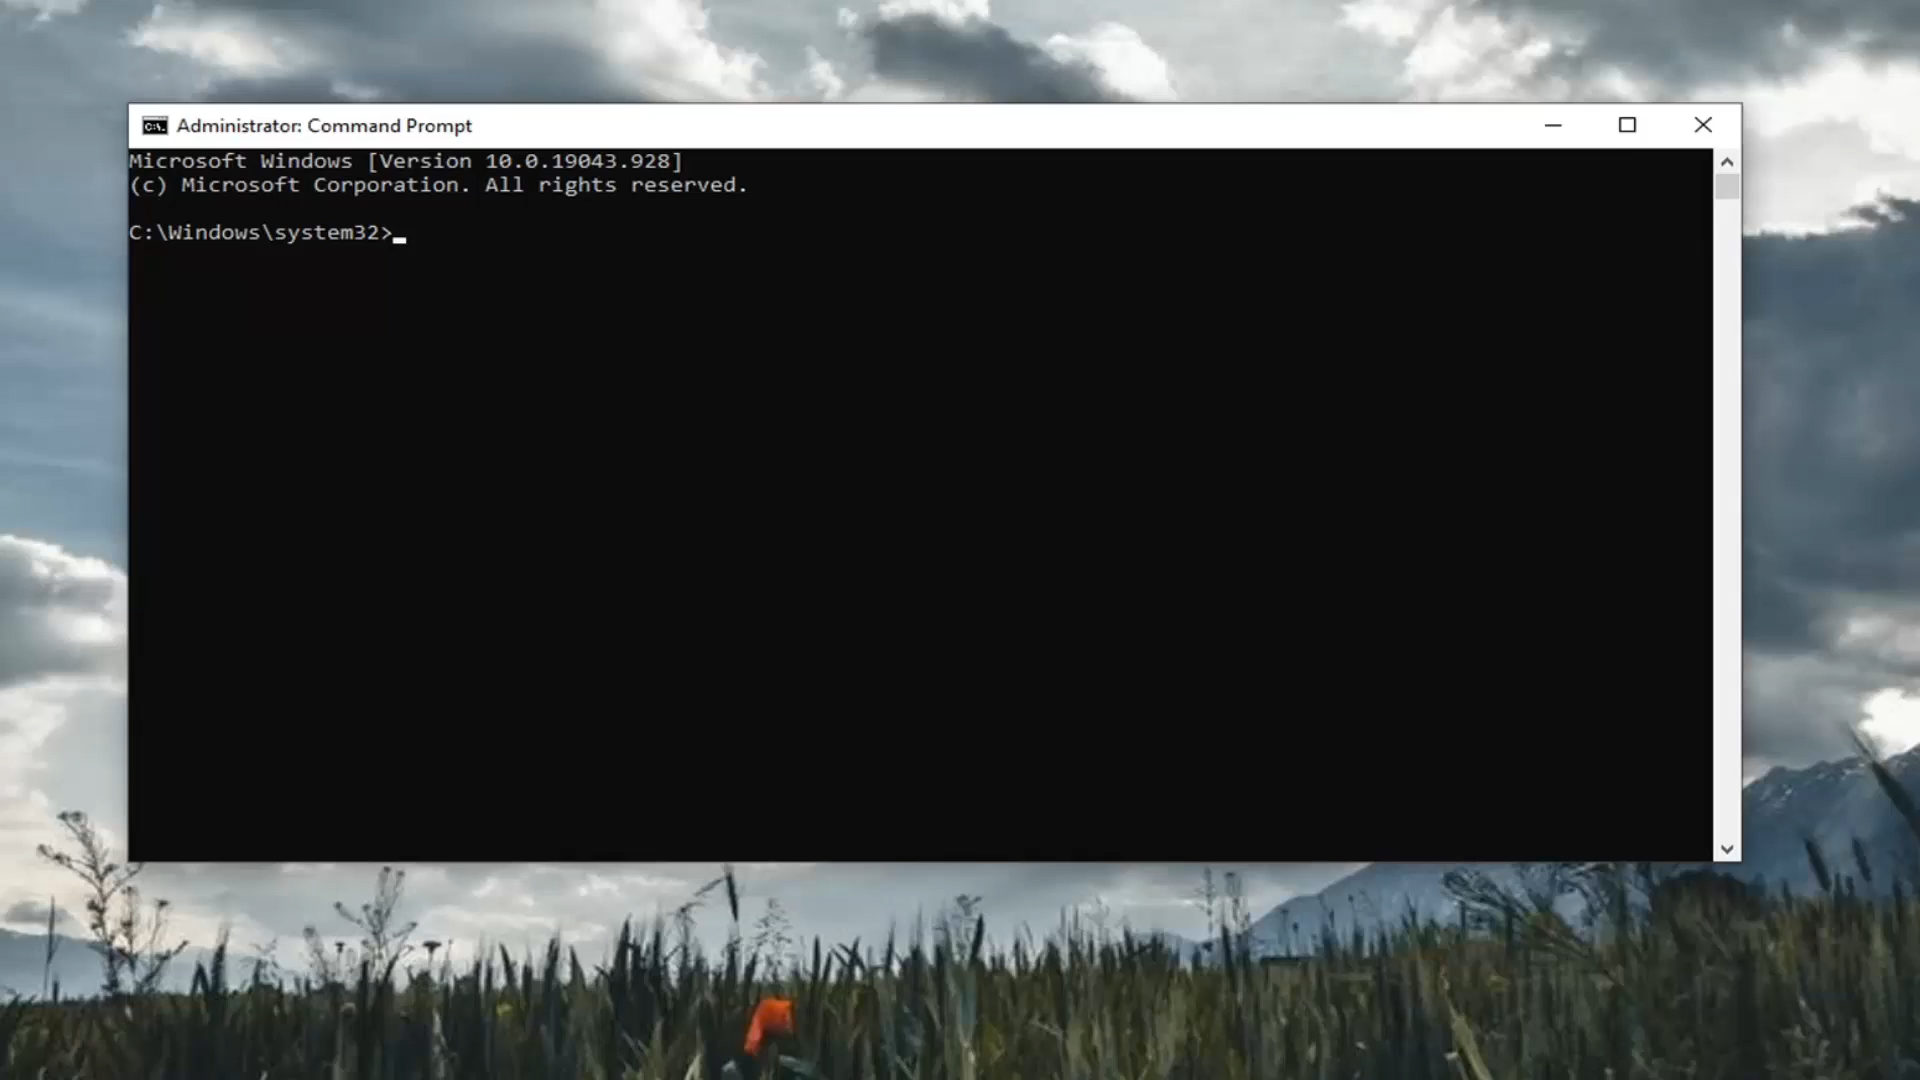 Administrator: Command Prompt
Microsoft Windows [Version 10.0.19043.928]
(c) Microsoft Corporation. All rights reserved.
C:\Windows\system32>